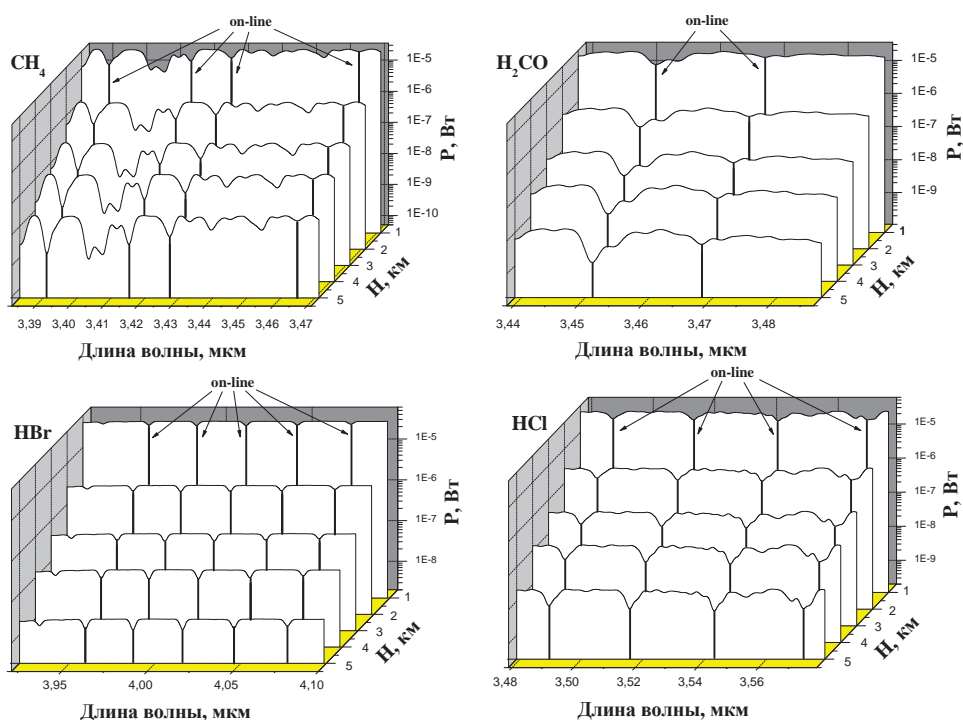 on-line
CH4
1E-5
1E-6
1E-7
1E-8
1E-9
1E-10
P, Вт
1
2
3
4
5
H, км
3,39 3,40 3,41 3,42 3,43 3,44 3,45 3,46 3,47
Длина волны, мкм
on-line
H2CO
1E-5
1E-6
1E-7
1E-8
1E-9
P, Вт
1
2
3
4
5
H, км
3,44 3,45 3,46 3,47 3,48
Длина волны, мкм
on-line
HBr
1E-5
1E-6
1E-7
1E-8
P, Вт
1
2
3
4
5
H, км
3,95 4,00 4,05 4,10
Длина волны, мкм
on-line
HCl
1E-5
1E-6
1E-7
1E-8
1E-9
P, Вт
1
2
3
4
5
H, км
3,48 3,50 3,52 3,54 3,56
Длина волны, мкм